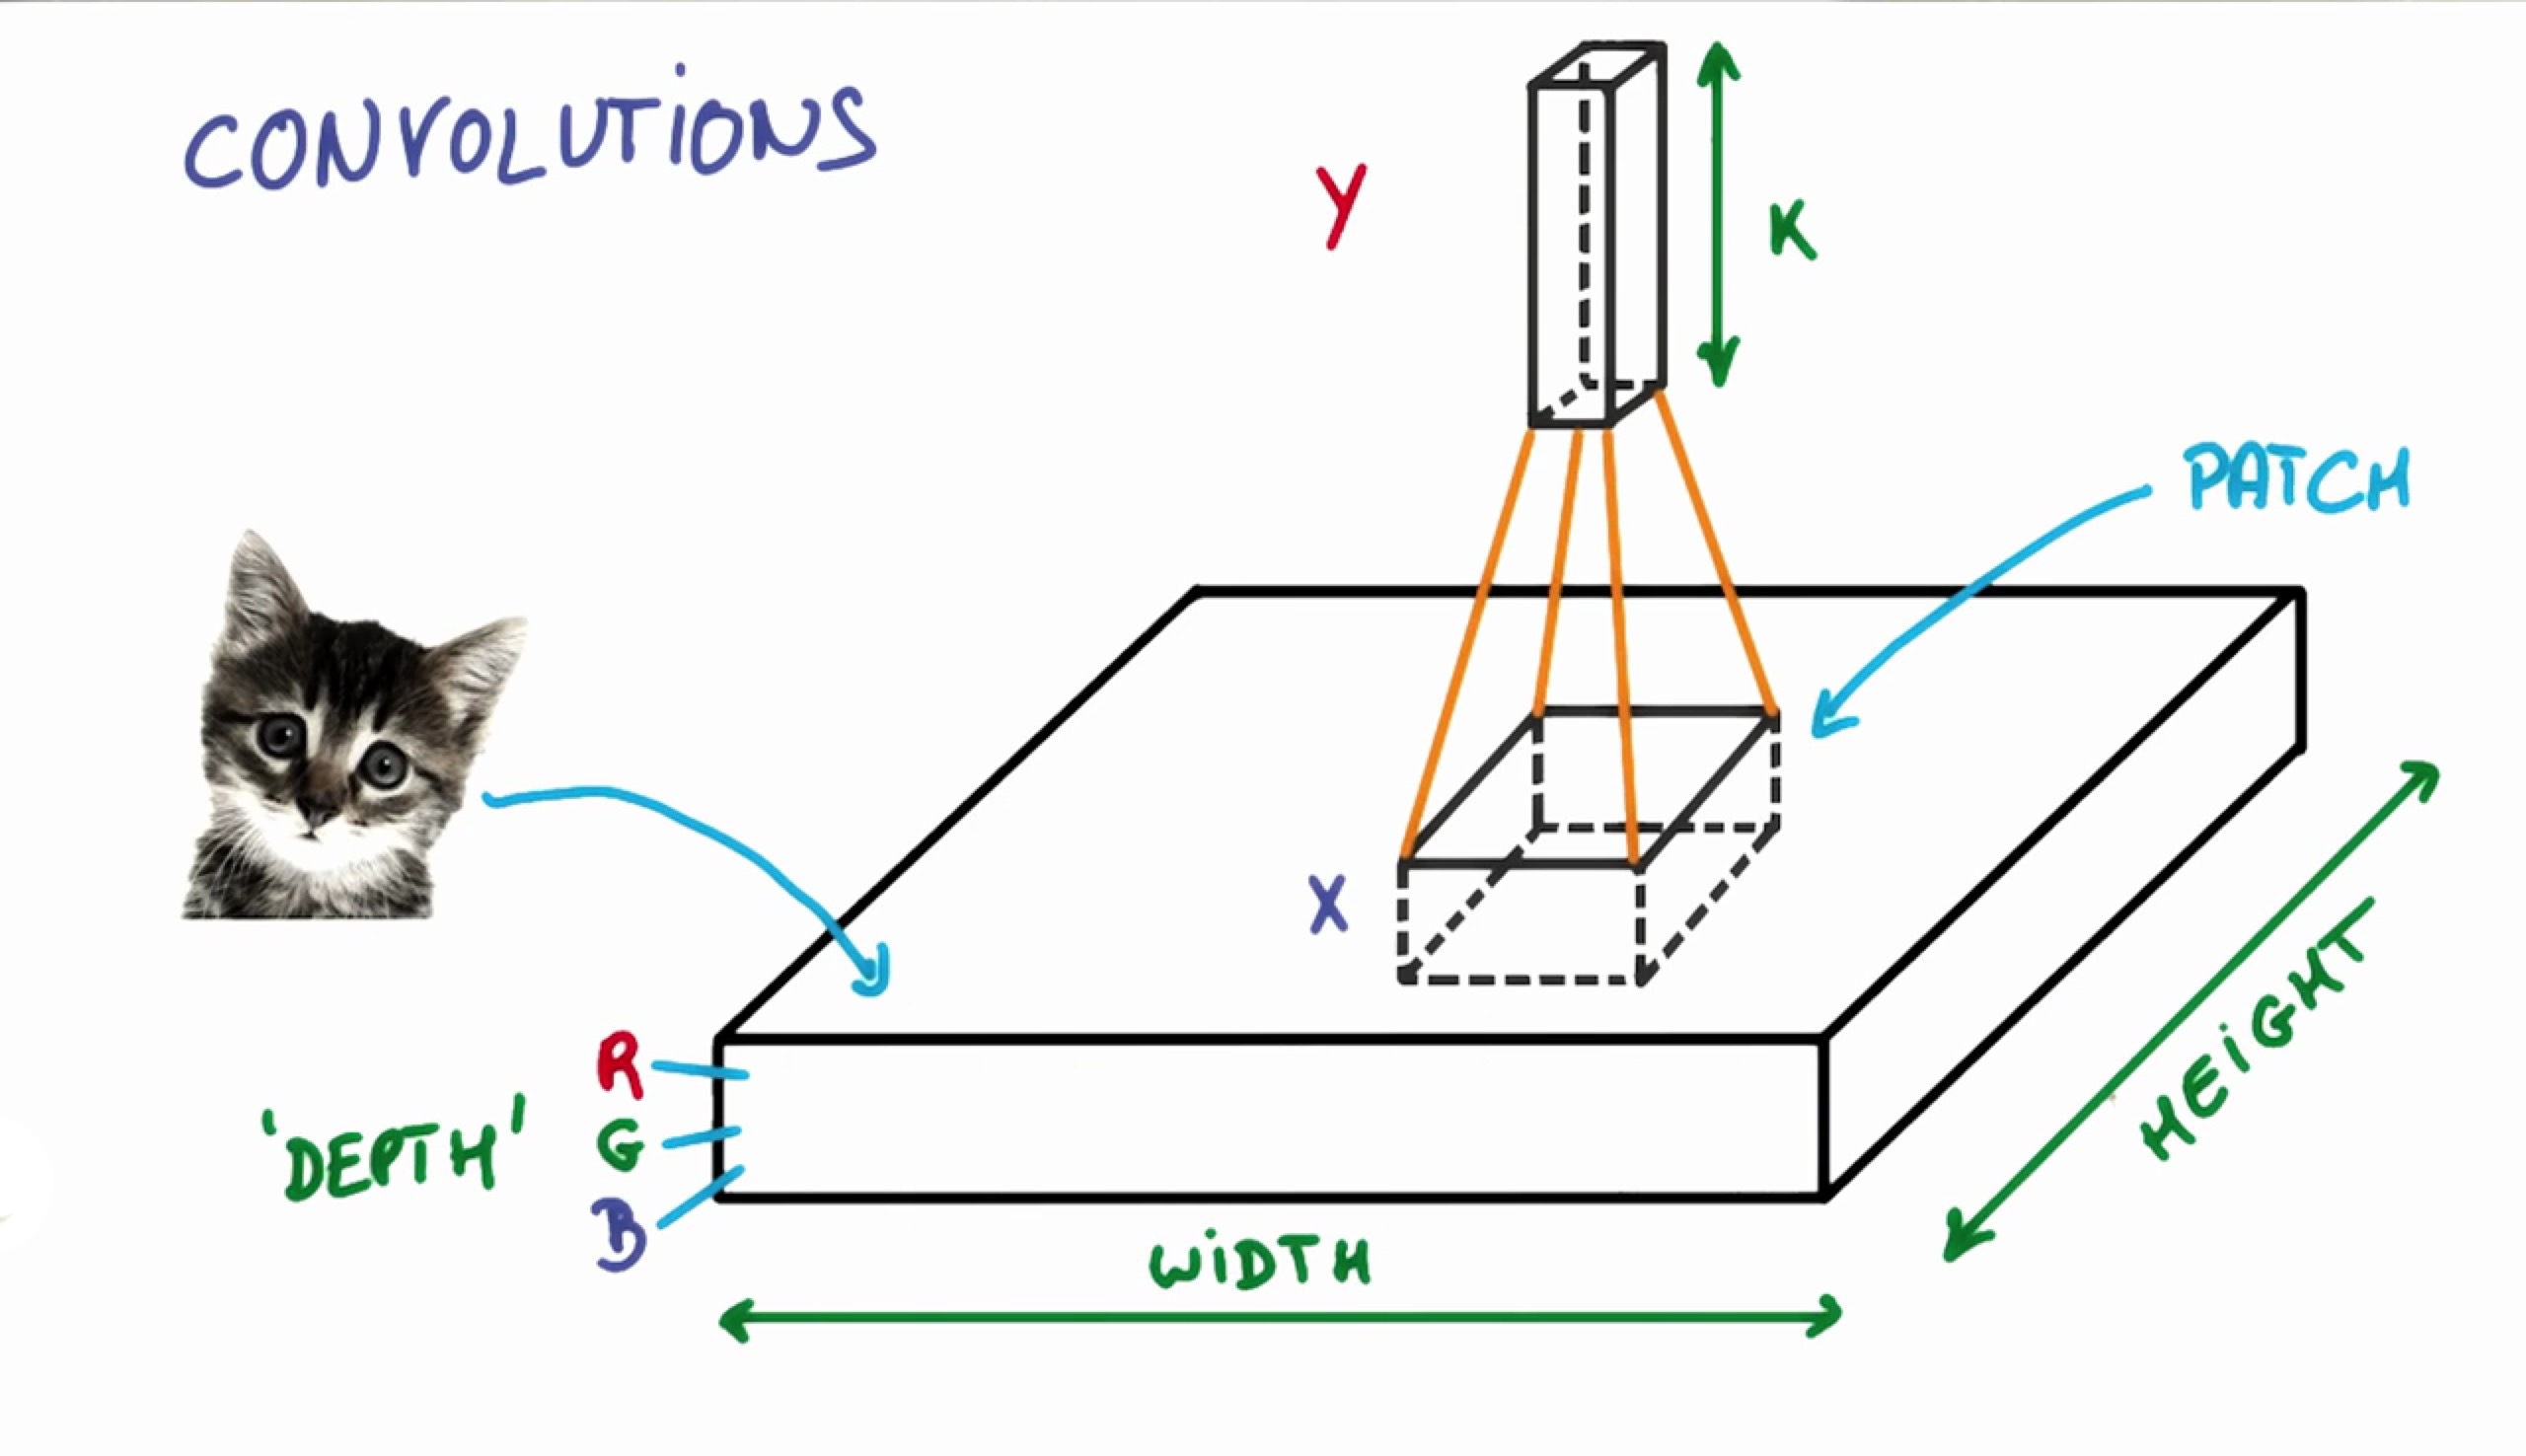 CONVOLUTIONS
Y
K
PATCH
X
R
'DEPTH'
G
B
WIDTH
HEIGHT